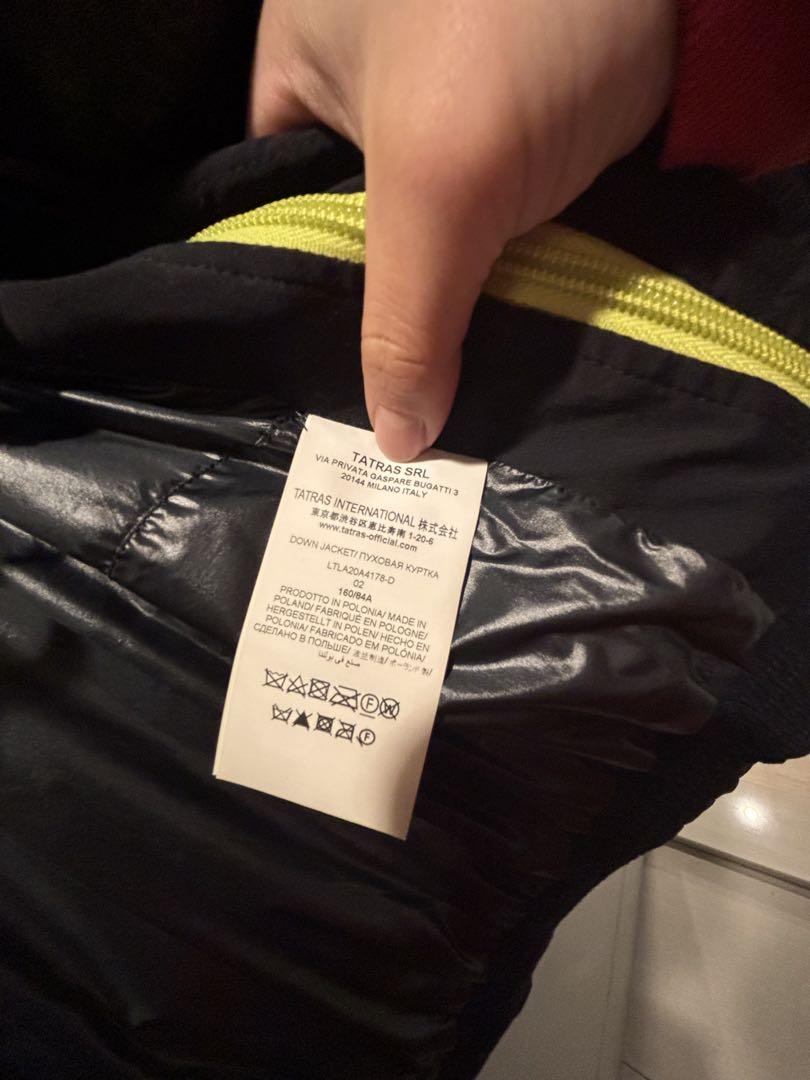 TATRAS SRL
VIA PRIVATA GASPARE BUGATTI 3
20144 MILANO ITALY
TATRAS INTERNATIONAL 株式会社
東京都渋谷区恵比寿南 1-20-6
www.tatras-official.com
DOWN JACKET/ ПУХОВАЯ КУРТКА
LTLA20A4178-D
02
160/84A
PRODOTTO IN POLONIA/ MADE IN
POLAND/ FABRIQUÉ EN POLOGNE/
HERGESTELLT IN POLEN/ HECHO EN
POLONIA/ FABRICADO EM POLÓNIA/
СДЕЛАНО В ПОЛЬШЕ/ 波兰制造/ ポーランド製/
صنع في بولندا
F W
F